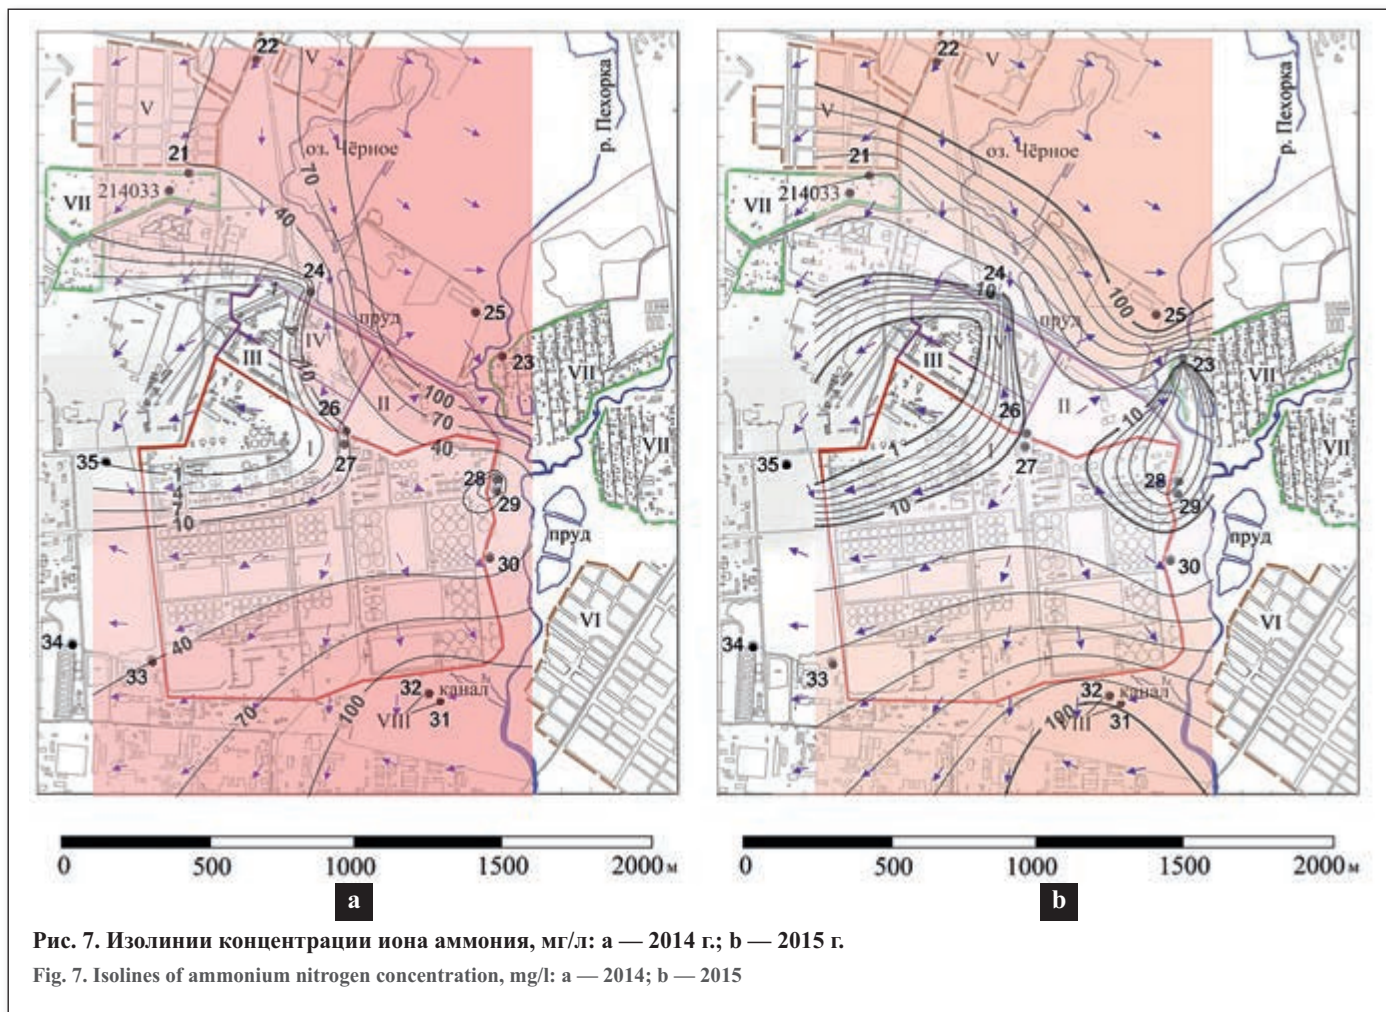 22
V
V
21
214033
VII
оз. Чёрное
р. Пехорка
70
40
24
1
пруд
25
IV
III
10
23
VII
II
100
70
40
26
I
27
VII
35
1
5
7
10
28
29
пруд
30
VI
34
33
40
32
канал
VIII
31
70
100
0 500 1000 1500 2000 м
a
22
V
V
21
214033
VII
оз. Чёрное
р. Пехорка
24
10
100
25
пруд
IV
III
23
VII
II
10
26
I
27
VII
35
1
10
28
29
пруд
30
VI
34
33
32
канал
100
VIII
31
0 500 1000 1500 2000 м
b
Рис. 7. Изолинии концентрации иона аммония, мг/л: a — 2014 г.; b — 2015 г.
Fig. 7. Isolines of ammonium nitrogen concentration, mg/l: a — 2014; b — 2015